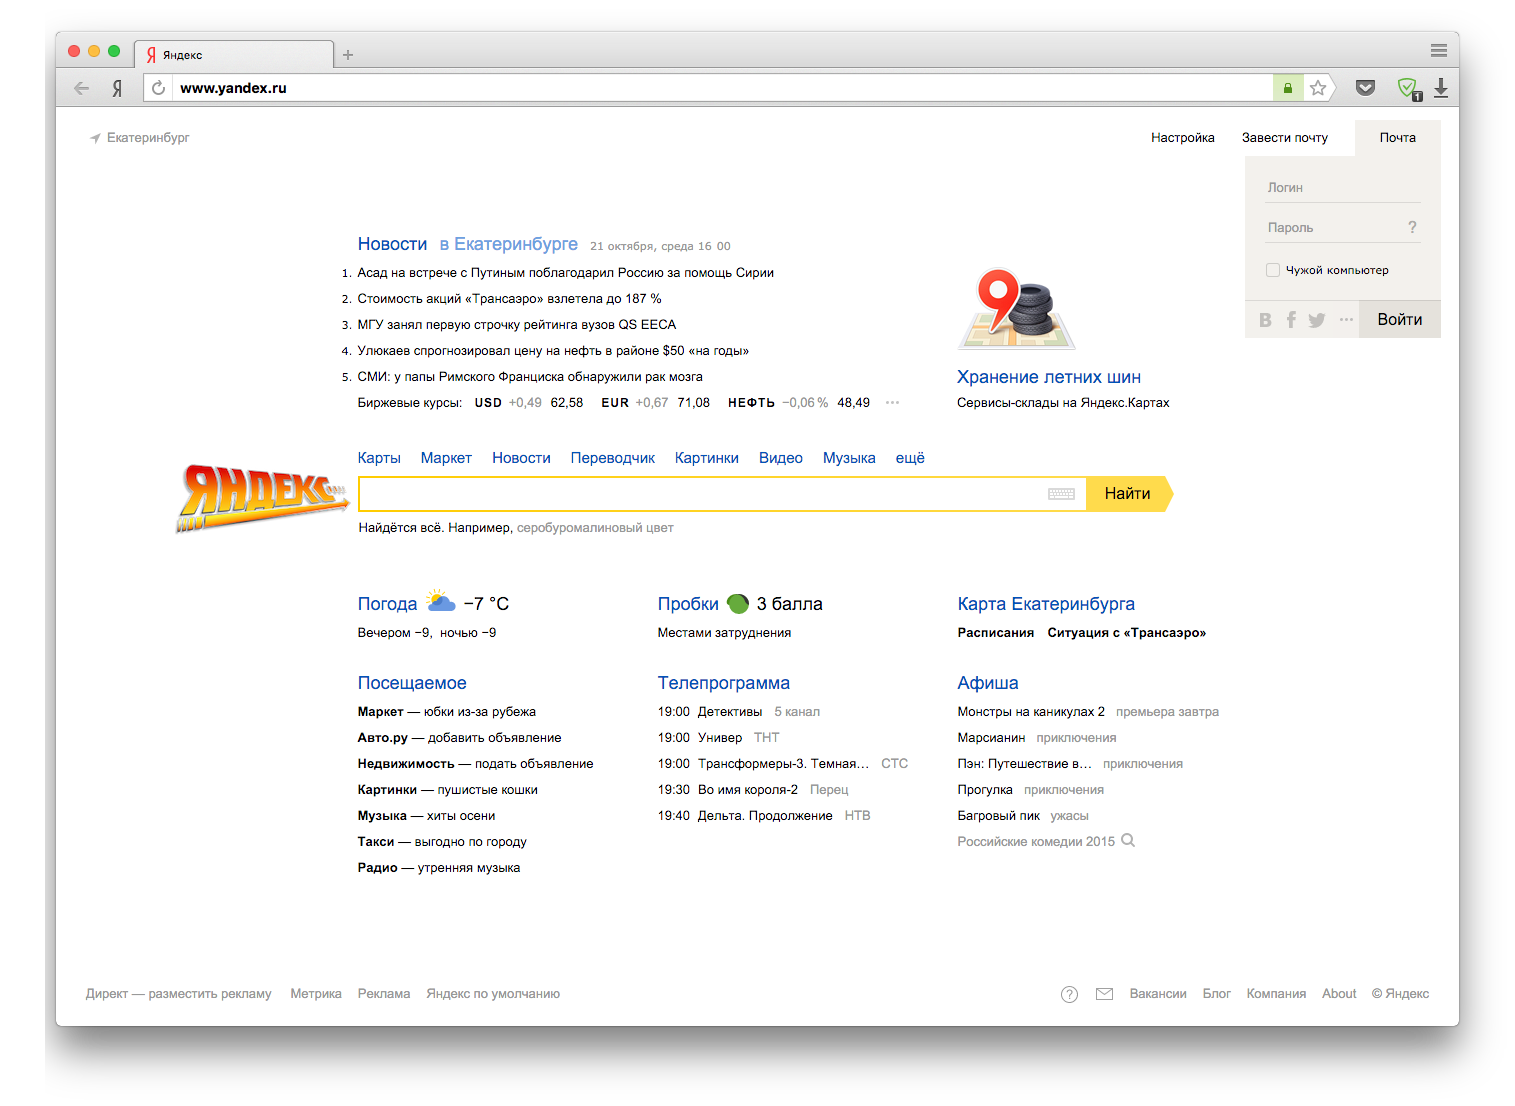 Яндекс
www.yandex.ru
1
Екатеринбург
Настройка Завести почту Почта
Логин
Пароль ?
Чужой компьютер
Войти
Новости в Екатеринбурге 21 октября, среда 16 00
1. Асад на встрече с Путиным поблагодарил Россию за помощь Сирии
2. Стоимость акций «Трансаэро» взлетела до 187 %
3. МГУ занял первую строчку рейтинга вузов QS EECA
4. Улюкаев спрогнозировал цену на нефть в районе $50 «на годы»
5. СМИ: у папы Римского Франциска обнаружили рак мозга
Биржевые курсы: USD +0,49 62,58 EUR +0,67 71,08 НЕФТЬ −0,06 % 48,49 ...
Хранение летних шин
Сервисы-склады на Яндекс.Картах
Карты Маркет Новости Переводчик Картинки Видео Музыка ещё
ЯНДЕКС
Найти
Найдётся всё. Например, серобуромалиновый цвет
Погода −7 °C
Вечером −9, ночью −9
Пробки 3 балла
Местами затруднения
Карта Екатеринбурга
Расписания Ситуация с «Трансаэро»
Посещаемое
Маркет — юбки из-за рубежа
Авто.ру — добавить объявление
Недвижимость — подать объявление
Картинки — пушистые кошки
Музыка — хиты осени
Такси — выгодно по городу
Радио — утренняя музыка
Телепрограмма
19:00 Детективы 5 канал
19:00 Универ ТНТ
19:00 Трансформеры-3. Темная... СТС
19:30 Во имя короля-2 Перец
19:40 Дельта. Продолжение НТВ
Афиша
Монстры на каникулах 2 премьера завтра
Марсианин приключения
Пэн: Путешествие в... приключения
Прогулка приключения
Багровый пик ужасы
Российские комедии 2015
Директ — разместить рекламу Метрика Реклама Яндекс по умолчанию
? Вакансии Блог Компания About © Яндекс